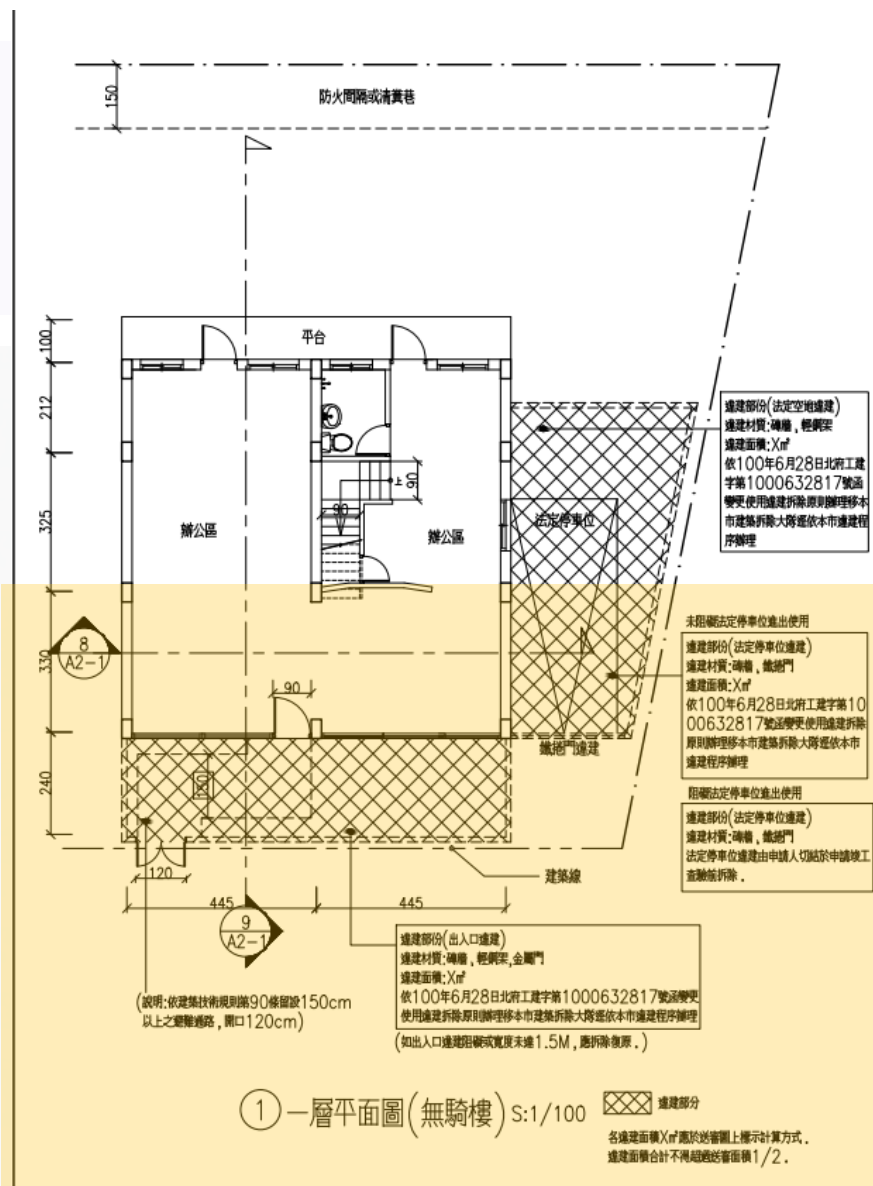 防火間隔或清糞巷
150
平台
100
212
325
330
240
辦公區
上
90
90
辦公區
法定停車位
違建部份(法定空地違建)
違建材質:磚牆、輕鋼架
違建面積:X㎡
依100年6月28日北府工建
字第1000632817號函
變更使用違建拆除原則辦理移本
市建築拆除大隊逕依本市違建程
序辦理
未阻礙法定停車位進出使用
違建部份(法定停車位違建)
違建材質:磚牆、鐵捲門
違建面積:X㎡
依100年6月28日北府工建字第10
00632817號函變更使用違建拆除
原則辦理移本市建築拆除大隊逕依本市
違建程序辦理
阻礙法定停車位進出使用
違建部份(法定停車位違建)
違建材質:磚牆、鐵捲門
法定停車位違建由申請人切結於申請竣工
查驗前拆除.
8
A2-1
90
鐵捲門違建
150
120
建築線
445
445
9
A2-1
違建部份(出入口違建)
違建材質:磚牆、輕鋼架,金屬門
違建面積:X㎡
依100年6月28日北府工建字第1000632817號函變更
使用違建拆除原則辦理移本市建築拆除大隊逕依本市違建程序辦理
(如出入口違建阻礙或寬度未達1.5M,應拆除復原.)
(說明:依建築技術規則第90條留設150cm
以上之避難通路,開口120cm)
1 一層平面圖(無騎樓) S:1/100
違建部分
各違建面積X㎡應於送審圖上標示計算方式.
違建面積合計不得超過送審面積1/2.